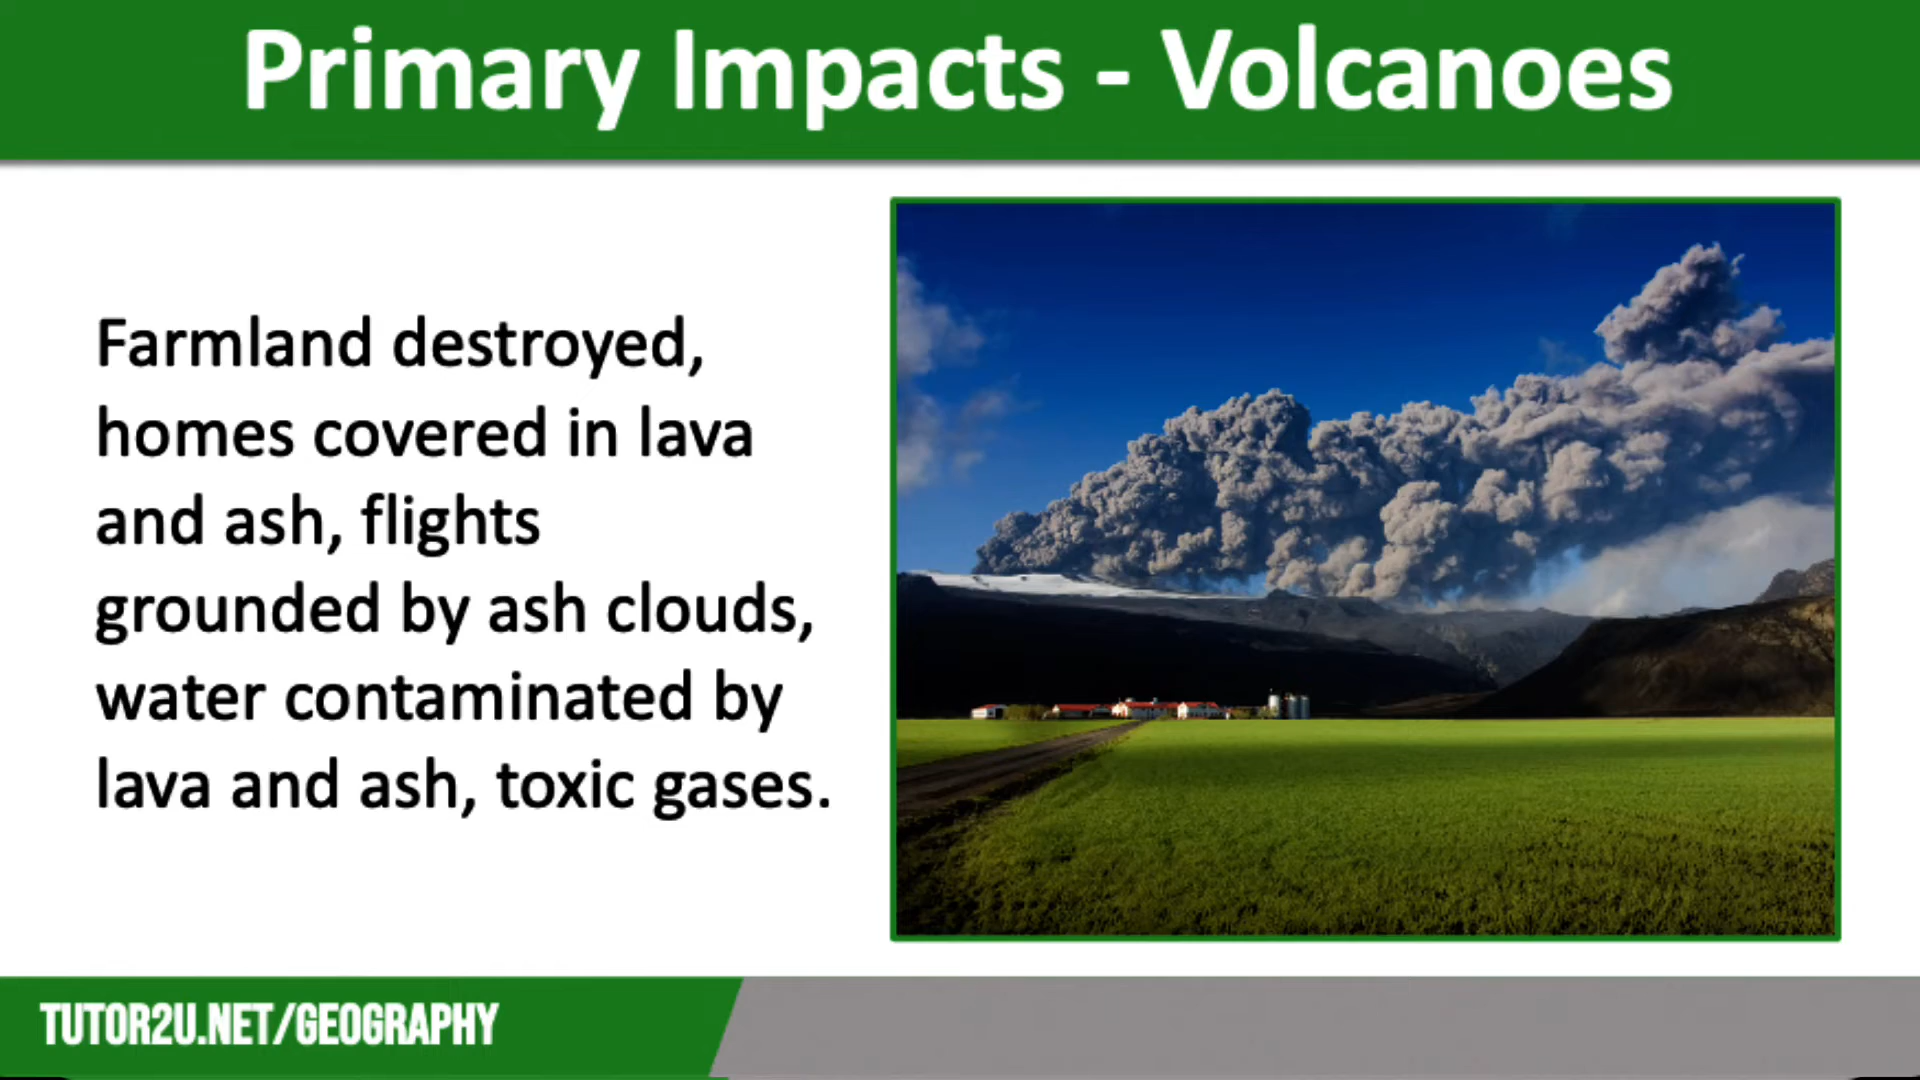 Primary Impacts - Volcanoes
Farmland destroyed,
homes covered in lava
and ash, flights
grounded by ash clouds,
water contaminated by
lava and ash, toxic gases.
TUTOR2U.NET/GEOGRAPHY